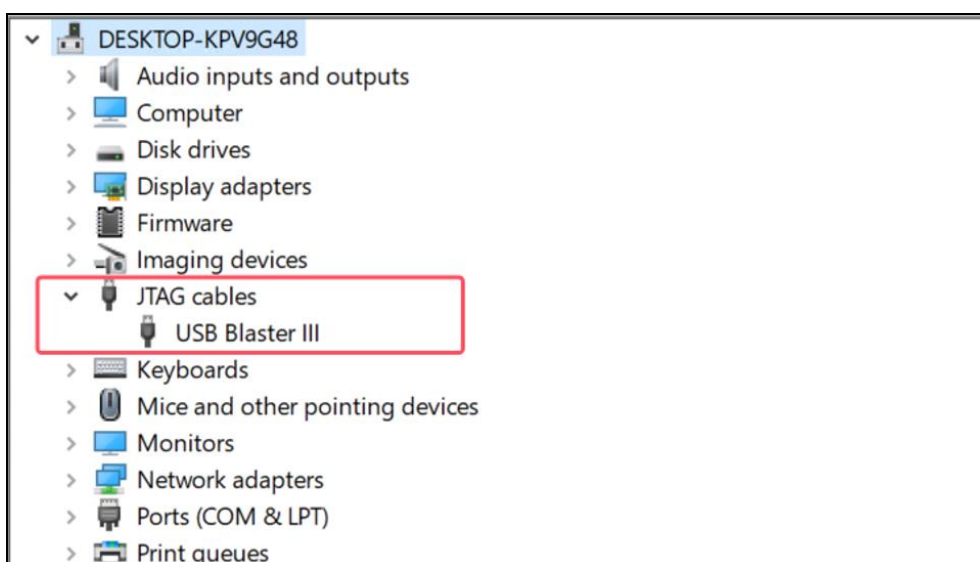 DESKTOP-KPV9G48
Audio inputs and outputs
Computer
Disk drives
Display adapters
Firmware
Imaging devices
JTAG cables
USB Blaster III
Keyboards
Mice and other pointing devices
Monitors
Network adapters
Ports (COM & LPT)
Print queues